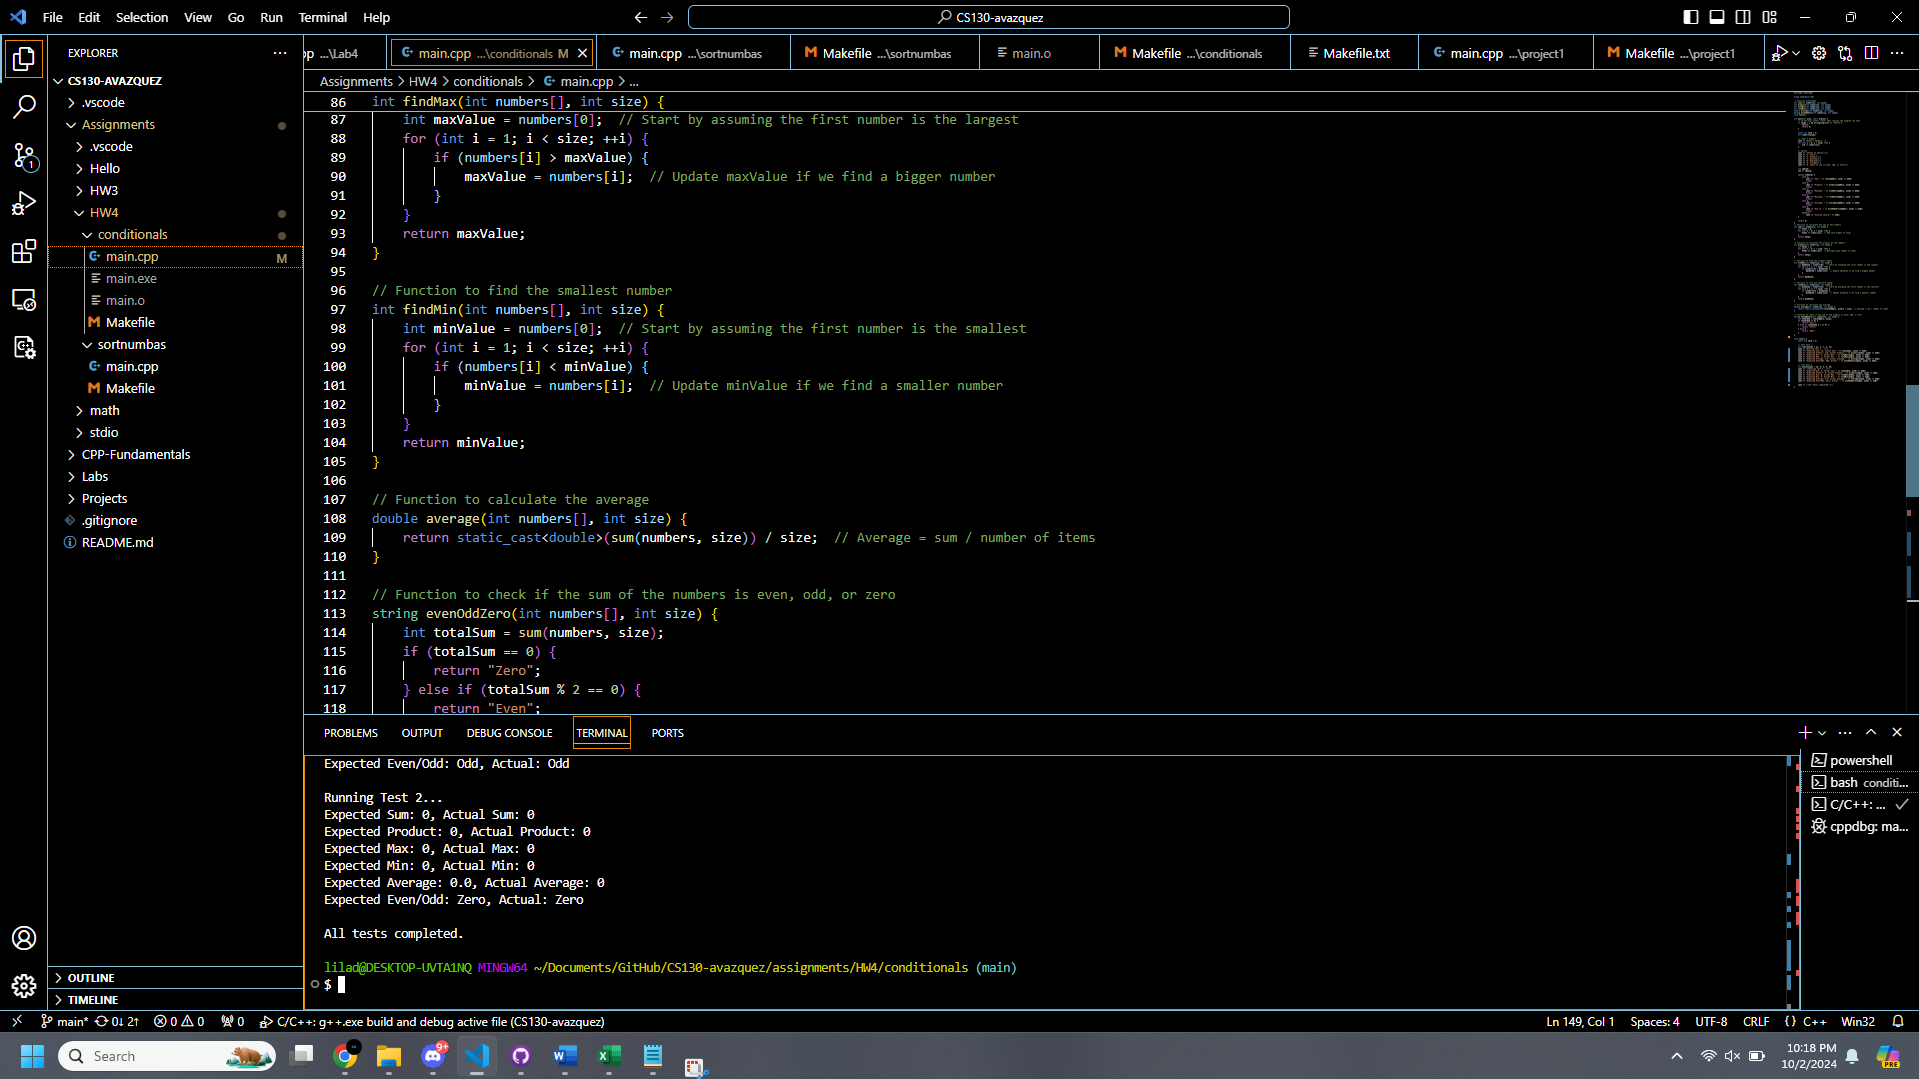 File Edit Selection View Go Run Terminal Help
CS130-avazquez
EXPLORER
pp ...\Lab4
main.cpp ...\conditionals M
main.cpp ...\sortnumbas
Makefile ...\sortnumbas
main.o
Makefile ...\conditionals
Makefile.txt
main.cpp ...\project1
Makefile ...\project1
Assignments > HW4 > conditionals > main.cpp > ...
CS130-AVAZQUEZ
.vscode
Assignments
.vscode
Hello
HW3
HW4
conditionals
main.cpp M
main.exe
main.o
Makefile
sortnumbas
main.cpp
Makefile
math
stdio
CPP-Fundamentals
Labs
Projects
.gitignore
README.md
OUTLINE
TIMELINE
86 int findMax(int numbers[], int size) {
87 int maxValue = numbers[0];  // Start by assuming the first number is the largest
88 for (int i = 1; i < size; ++i) {
89 if (numbers[i] > maxValue) {
90 maxValue = numbers[i];  // Update maxValue if we find a bigger number
91 }
92 }
93 return maxValue;
94 }
95
96 // Function to find the smallest number
97 int findMin(int numbers[], int size) {
98 int minValue = numbers[0];  // Start by assuming the first number is the smallest
99 for (int i = 1; i < size; ++i) {
100 if (numbers[i] < minValue) {
101 minValue = numbers[i];  // Update minValue if we find a smaller number
102 }
103 }
104 return minValue;
105 }
106
107 // Function to calculate the average
108 double average(int numbers[], int size) {
109 return static_cast<double>(sum(numbers, size)) / size;  // Average = sum / number of items
110 }
111
112 // Function to check if the sum of the numbers is even, odd, or zero
113 string evenOddZero(int numbers[], int size) {
114 int totalSum = sum(numbers, size);
115 if (totalSum == 0) {
116 return "Zero";
117 } else if (totalSum % 2 == 0) {
118 return "Even";
PROBLEMS OUTPUT DEBUG CONSOLE TERMINAL PORTS
Expected Even/Odd: Odd, Actual: Odd
Running Test 2...
Expected Sum: 0, Actual Sum: 0
Expected Product: 0, Actual Product: 0
Expected Max: 0, Actual Max: 0
Expected Min: 0, Actual Min: 0
Expected Average: 0.0, Actual Average: 0
Expected Even/Odd: Zero, Actual: Zero
All tests completed.
lilad@DESKTOP-UVTA1NQ MINGW64 ~/Documents/GitHub/CS130-avazquez/assignments/HW4/conditionals (main)
$
powershell
bash conditi...
C/C++: ...
cppdbg: ma...
main* 0↓ 2↑ 0 0 0 C/C++: g++.exe build and debug active file (CS130-avazquez)
Ln 149, Col 1 Spaces: 4 UTF-8 CRLF {} C++ Win32
Search
9+
10:18 PM
10/2/2024
PRE